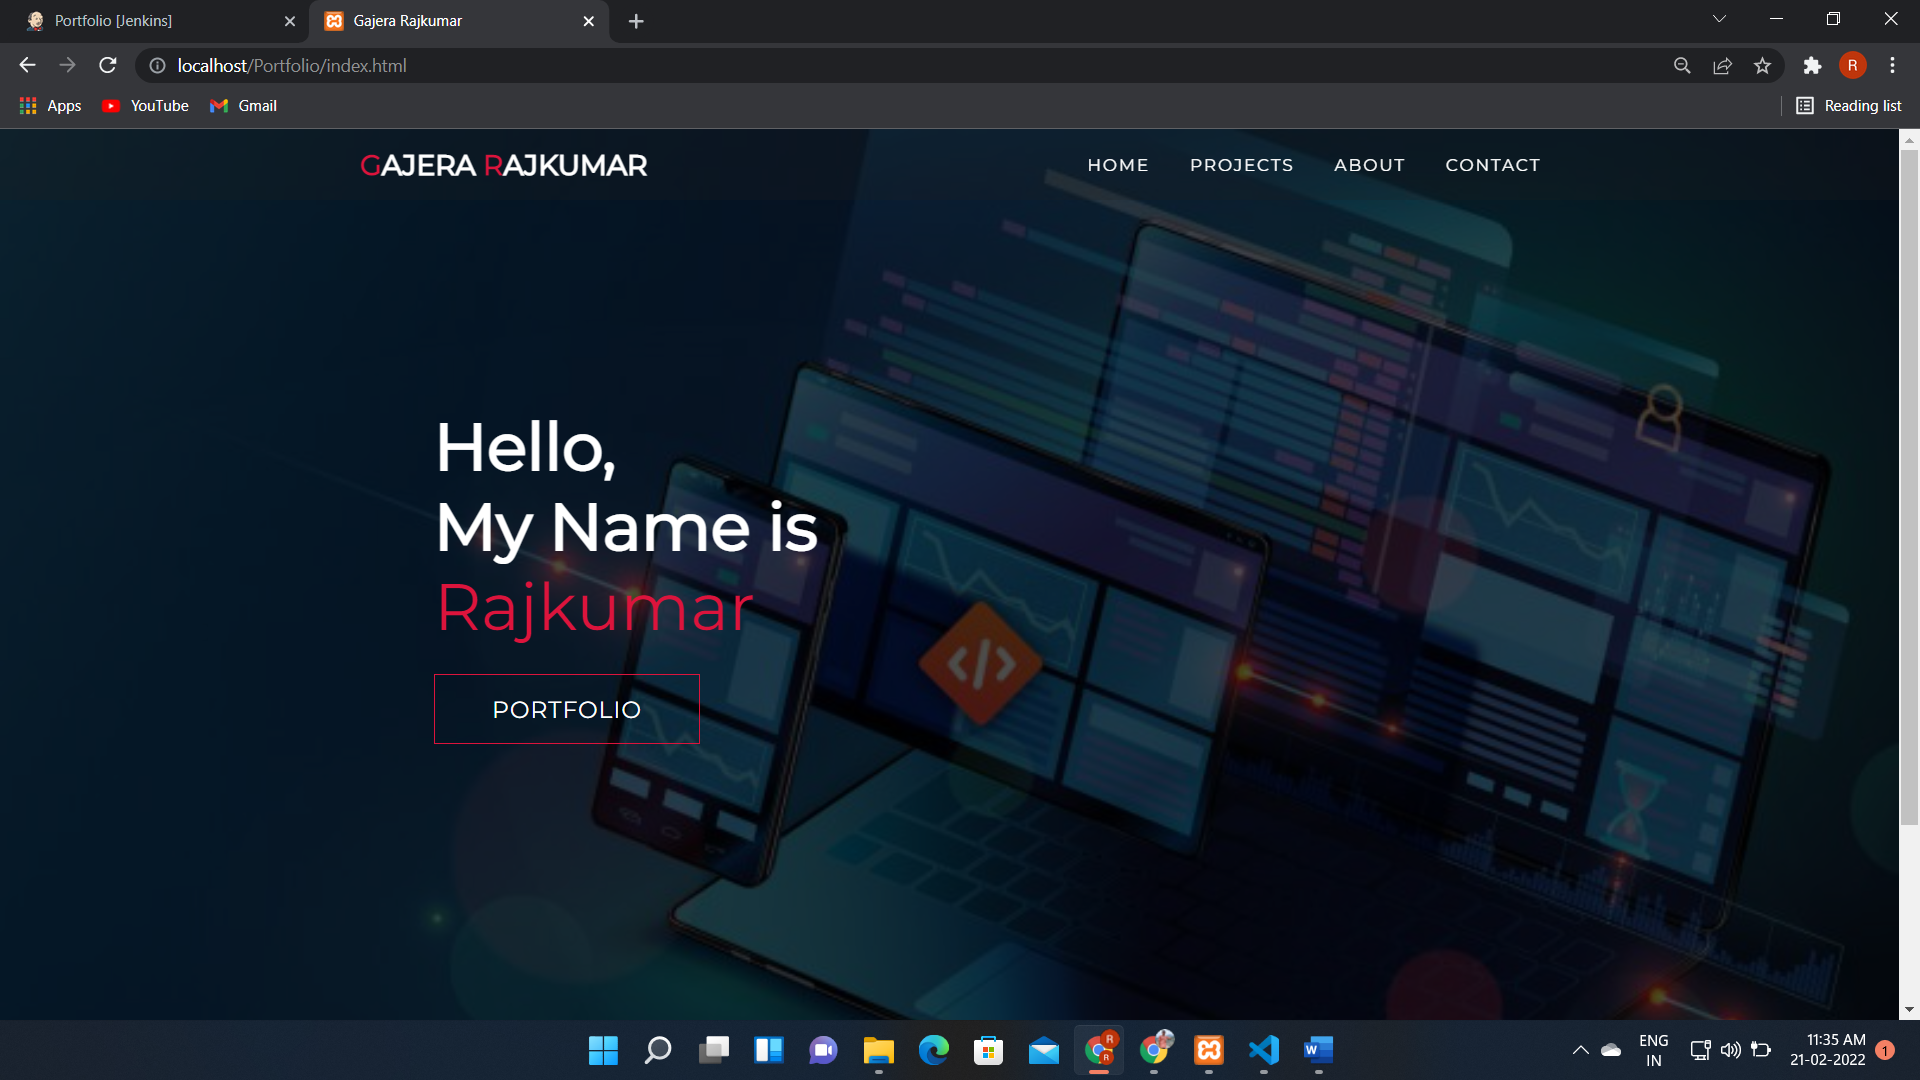 Portfolio [Jenkins]
Gajera Rajkumar
localhost/Portfolio/index.html
R
Apps
YouTube
Gmail
Reading list
GAJERA RAJKUMAR
HOME
PROJECTS
ABOUT
CONTACT
Hello,
My Name is
Rajkumar
PORTFOLIO
</>
R
R
W
ENG
IN
11:35 AM
21-02-2022
1